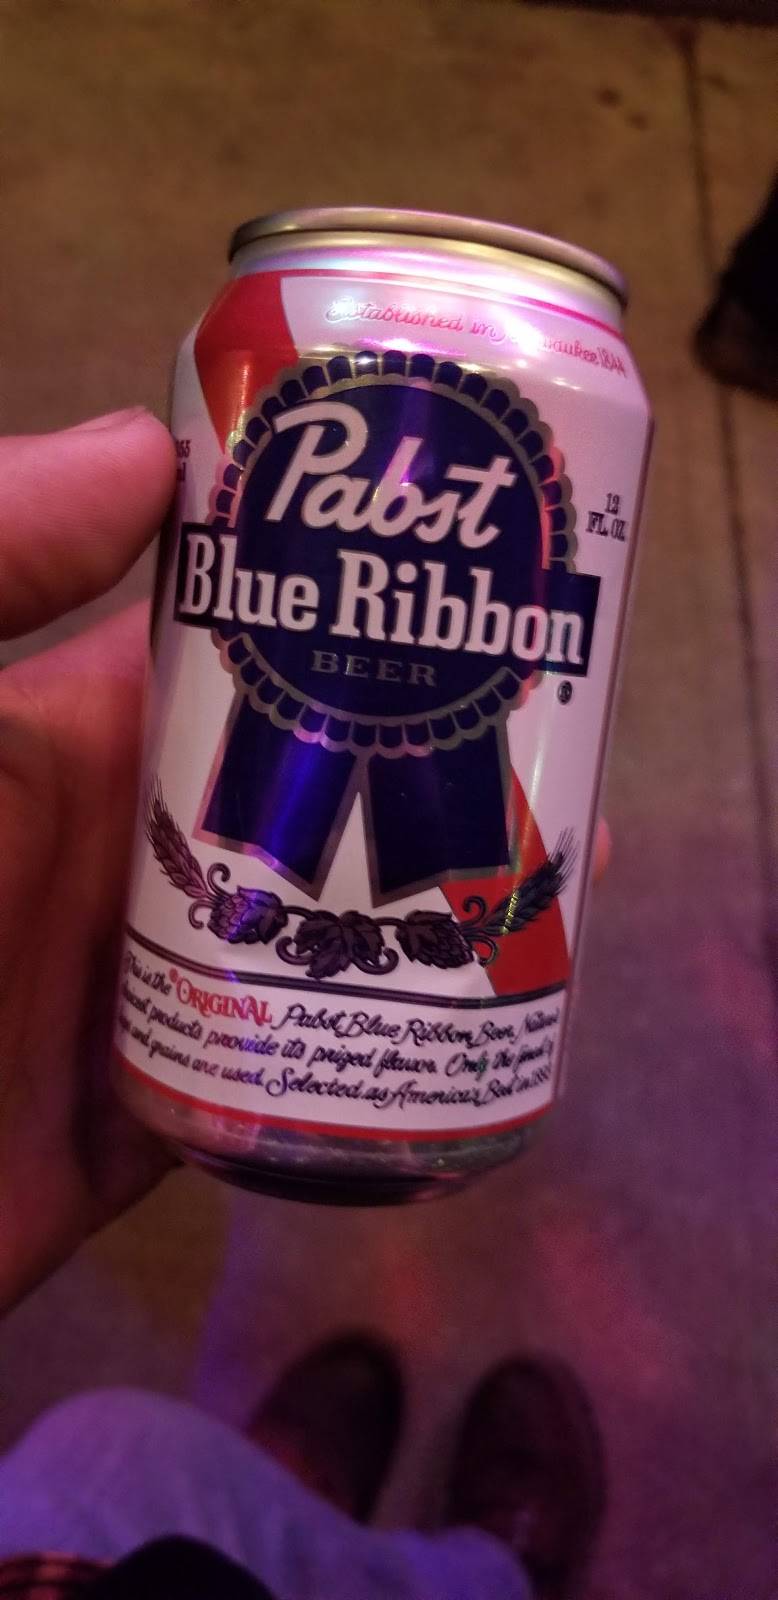 Established in Milwaukee 1844
Pabst
Blue Ribbon
BEER
®
12
FL. OZ.
This is the ORIGINAL Pabst Blue Ribbon Beer. Nature's
choicest products provide its prized flavor. Only the finest of
hops and grains are used. Selected as America's Best in 1893